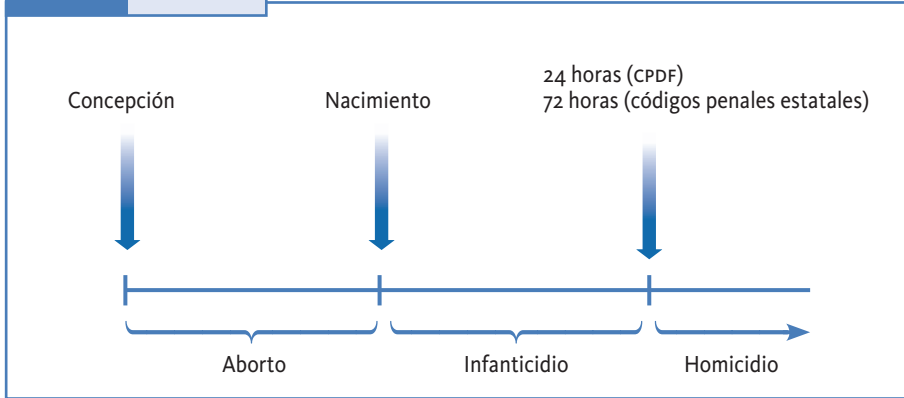 Concepción
Nacimiento
24 horas (CPDF)
72 horas (códigos penales estatales)
Aborto
Infanticidio
Homicidio